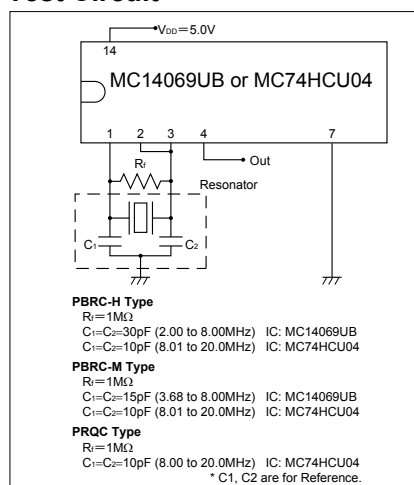 14
VDD=5.0V
MC14069UB or MC74HCU04
1 2 3 4 7
Rf
Out
Resonator
C1 C2
PBRC-H Type
Rf=1MΩ
C1=C2=30pF (2.00 to 8.00MHz) IC: MC14069UB
C1=C2=10pF (8.01 to 20.0MHz) IC: MC74HCU04
PBRC-M Type
Rf=1MΩ
C1=C2=15pF (3.68 to 8.00MHz) IC: MC14069UB
C1=C2=10pF (8.01 to 20.0MHz) IC: MC74HCU04
PRQC Type
Rf=1MΩ
C1=C2=10pF (8.00 to 20.0MHz) IC: MC74HCU04
* C1, C2 are for Reference.